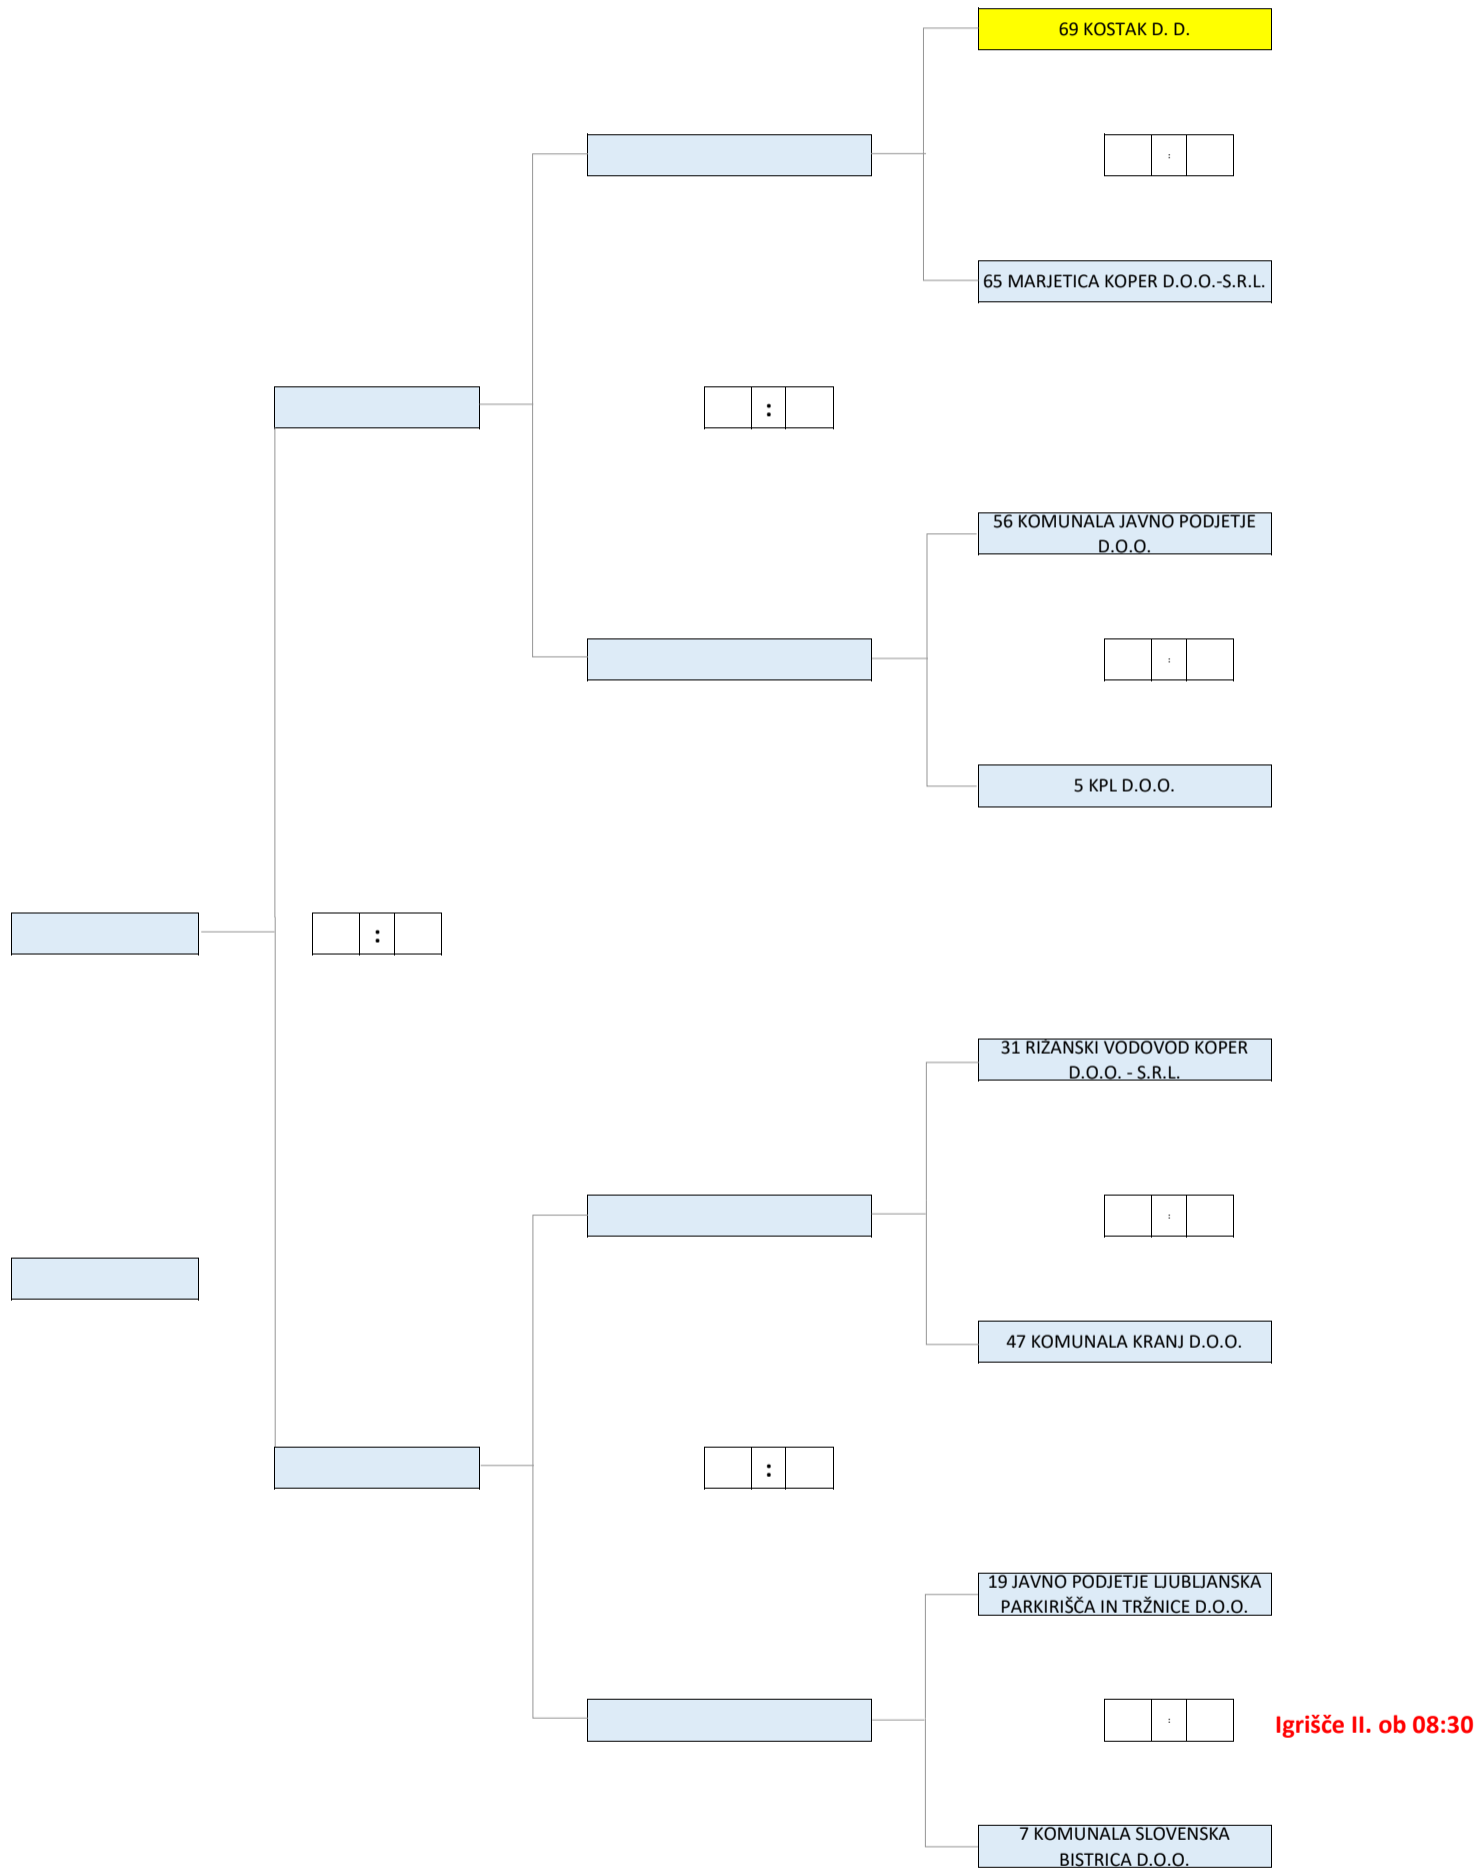 69 KOSTAK D. D.
:
65 MARJETICA KOPER D.O.O.-S.R.L.
:
56 KOMUNALA JAVNO PODJETJE
D.O.O.
:
5 KPL D.O.O.
:
31 RIŽANSKI VODOVOD KOPER
D.O.O. - S.R.L.
:
47 KOMUNALA KRANJ D.O.O.
:
19 JAVNO PODJETJE LJUBLJANSKA
PARKIRIŠČA IN TRŽNICE D.O.O.
:
Igrišče II. ob 08:30
7 KOMUNALA SLOVENSKA
BISTRICA D.O.O.